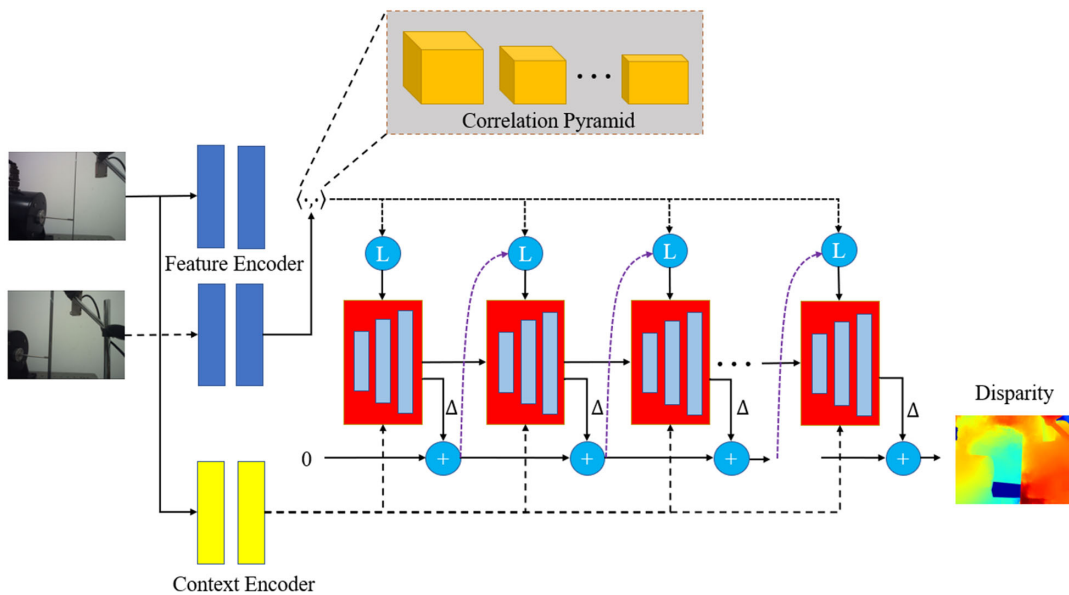 Correlation Pyramid
⟨·,·⟩
Feature Encoder
L
L
L
L
Δ
Δ
Δ
Δ
Disparity
0
+
+
+
+
Context Encoder